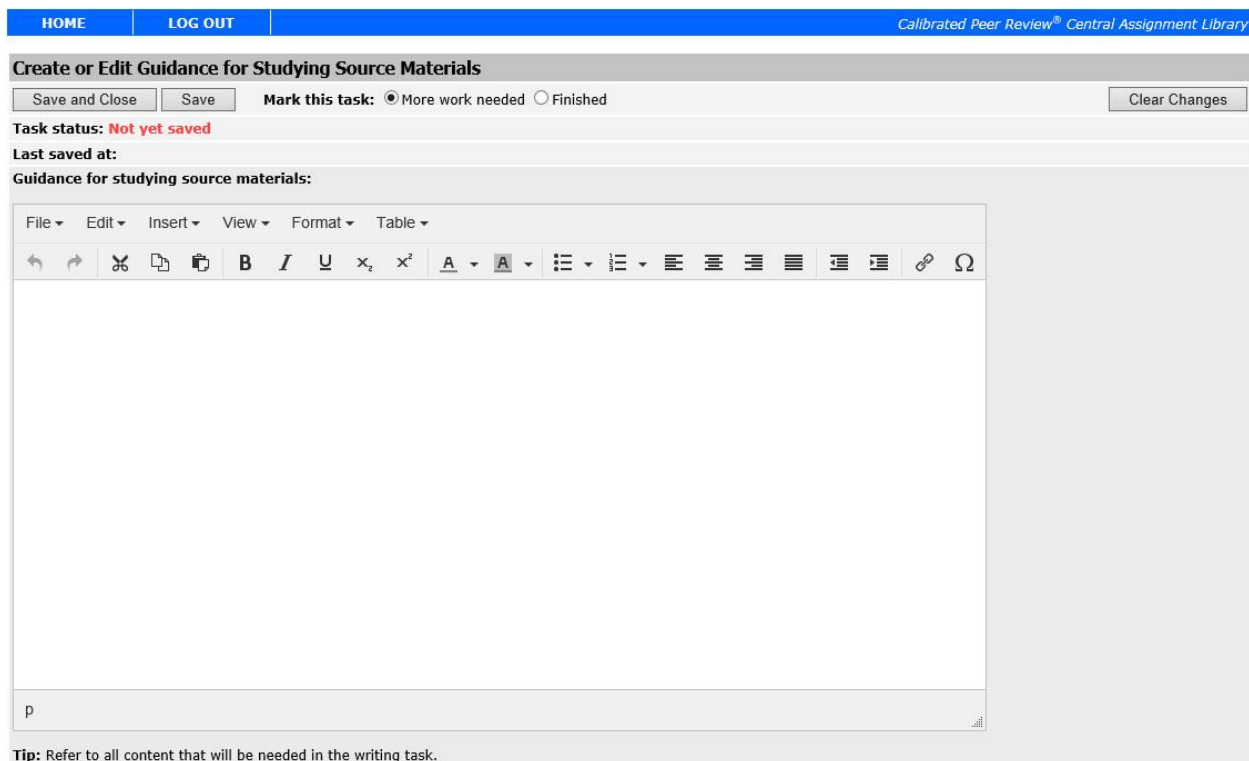 HOME LOG OUT Calibrated Peer Review® Central Assignment Library
Create or Edit Guidance for Studying Source Materials
Save and Close Save Mark this task: More work needed Finished Clear Changes
Task status: Not yet saved
Last saved at:
Guidance for studying source materials:
File Edit Insert View Format Table
B I U x₂ x² A A Ω
p
Tip: Refer to all content that will be needed in the writing task.